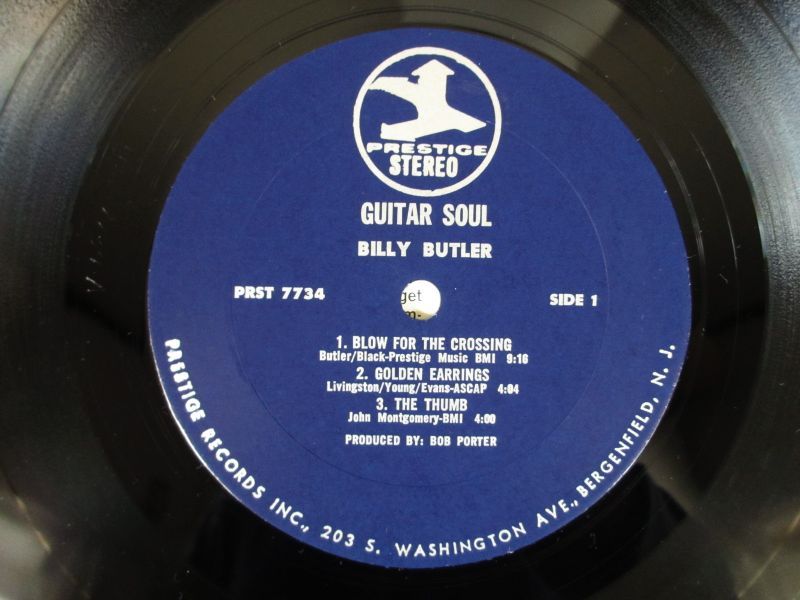 PRESTIGE
STEREO
GUITAR SOUL
BILLY BUTLER
PRST 7734
get
m-
SIDE 1
1. BLOW FOR THE CROSSING
Butler/Black-Prestige Music BMI 9:16
2. GOLDEN EARRINGS
Livingston/Young/Evans-ASCAP 4:04
3. THE THUMB
John Montgomery-BMI 4:00
PRODUCED BY: BOB PORTER
PRESTIGE RECORDS INC., 203 S. WASHINGTON AVE., BERGENFIELD, N. J.